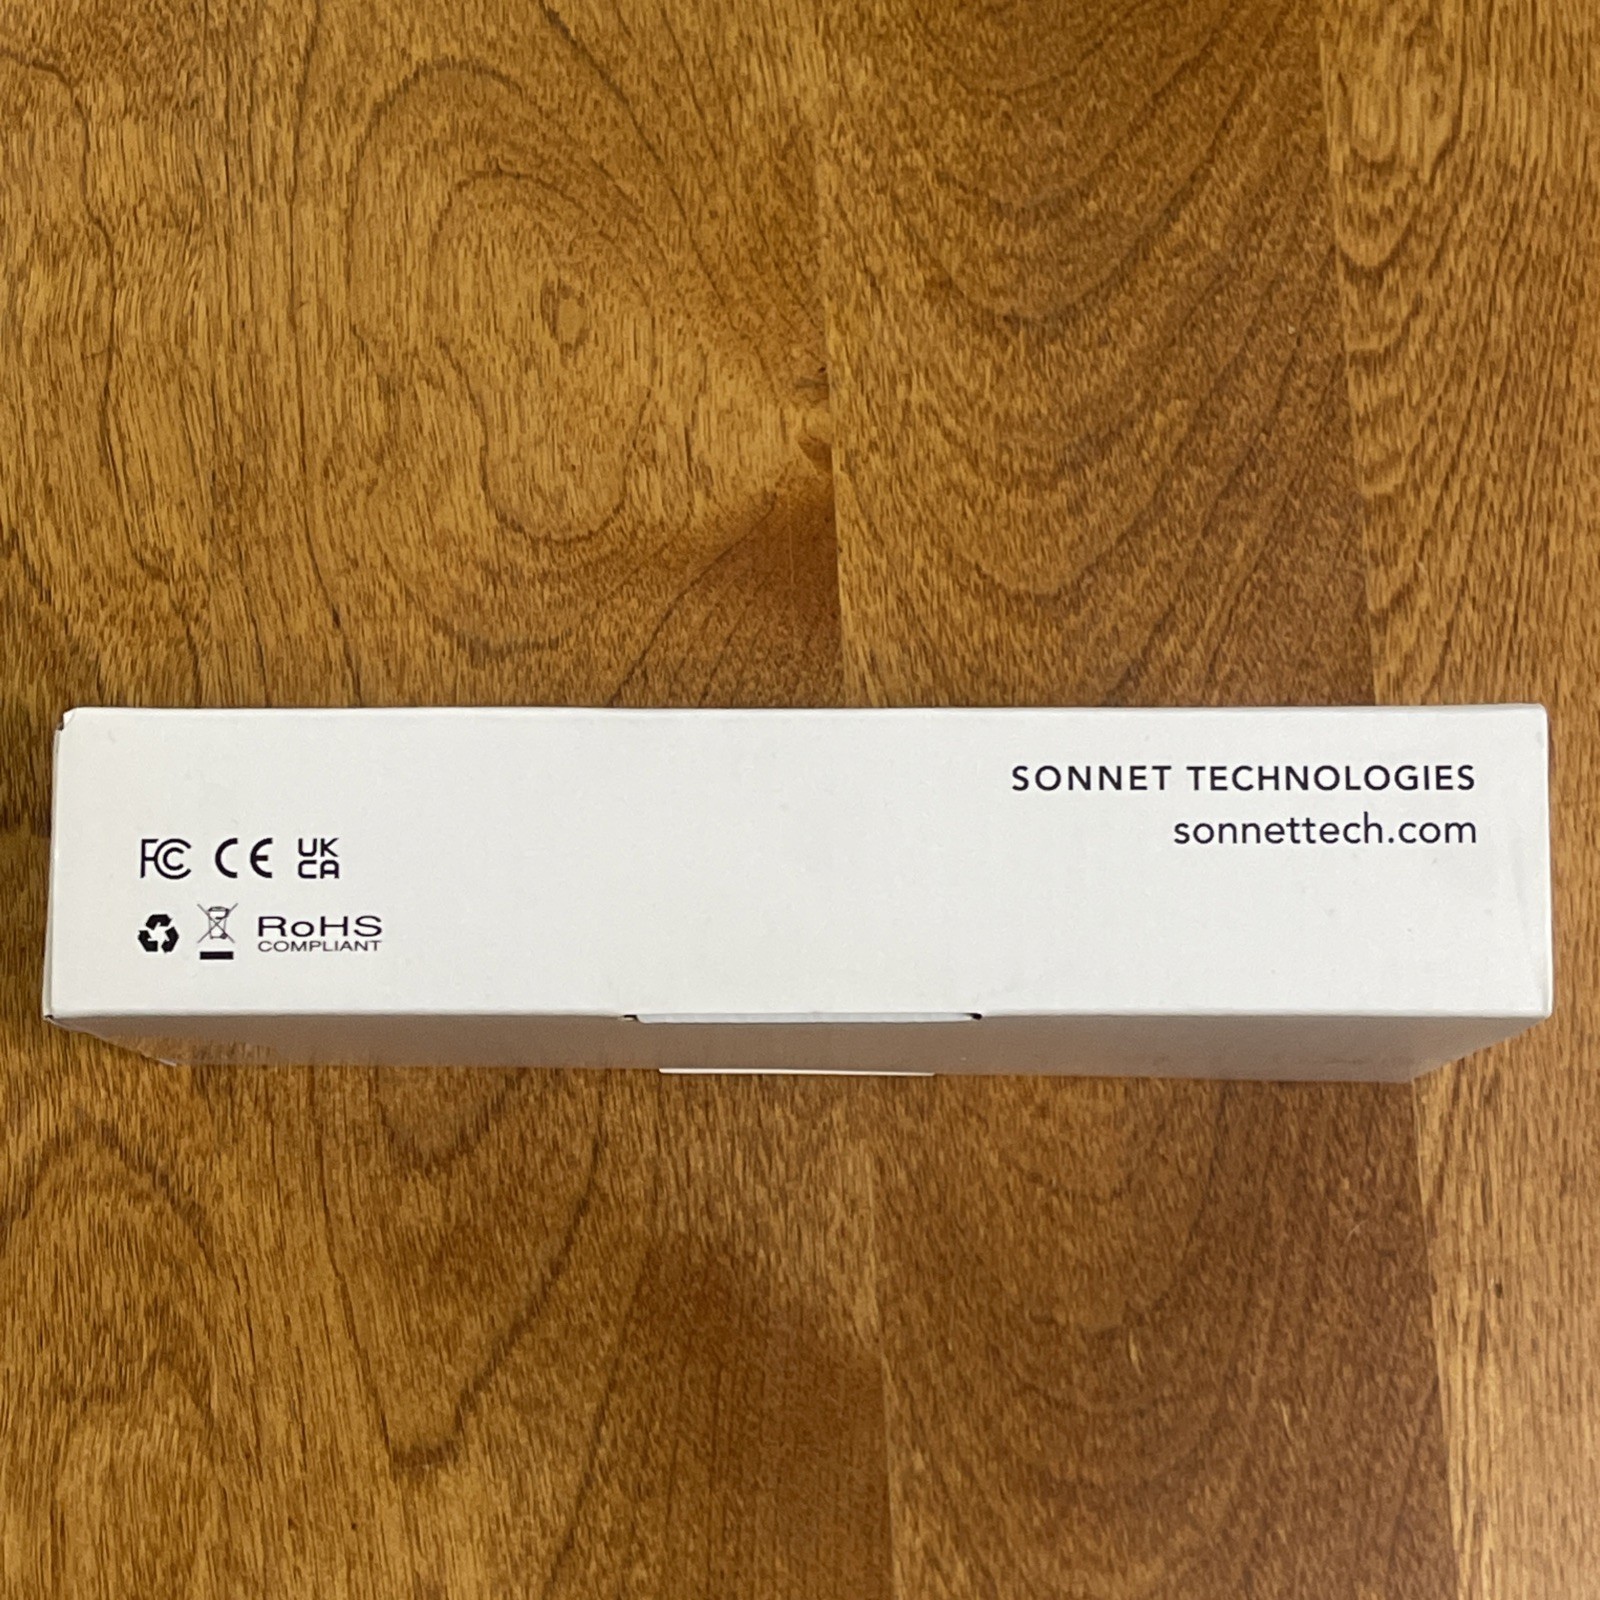 SONNET TECHNOLOGIES
sonnettech.com
FC CE UK
CA
RoHS
COMPLIANT